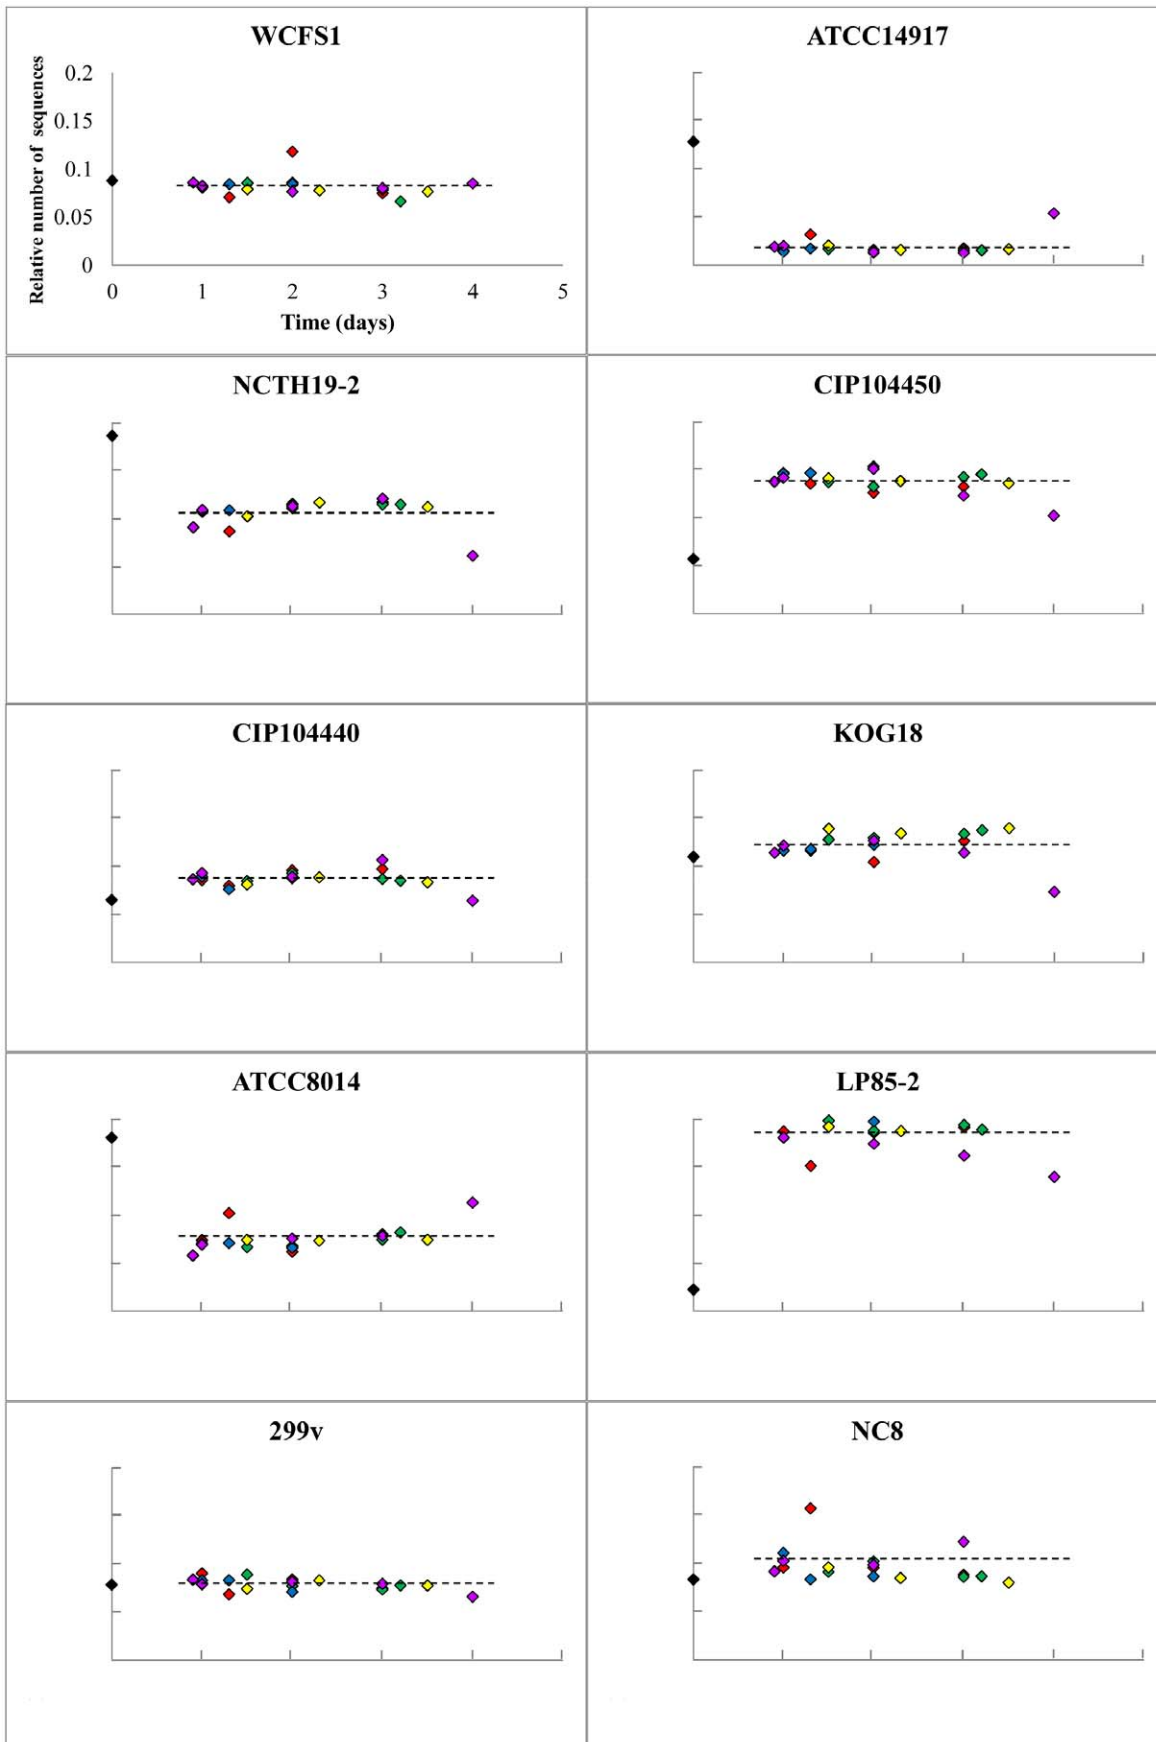 WCFS1
Relative number of sequences
0.2
0.15
0.1
0.05
0
0 1 2 3 4 5
Time (days)
ATCC14917
NCTH19-2
CIP104450
CIP104440
KOG18
ATCC8014
LP85-2
299v
NC8